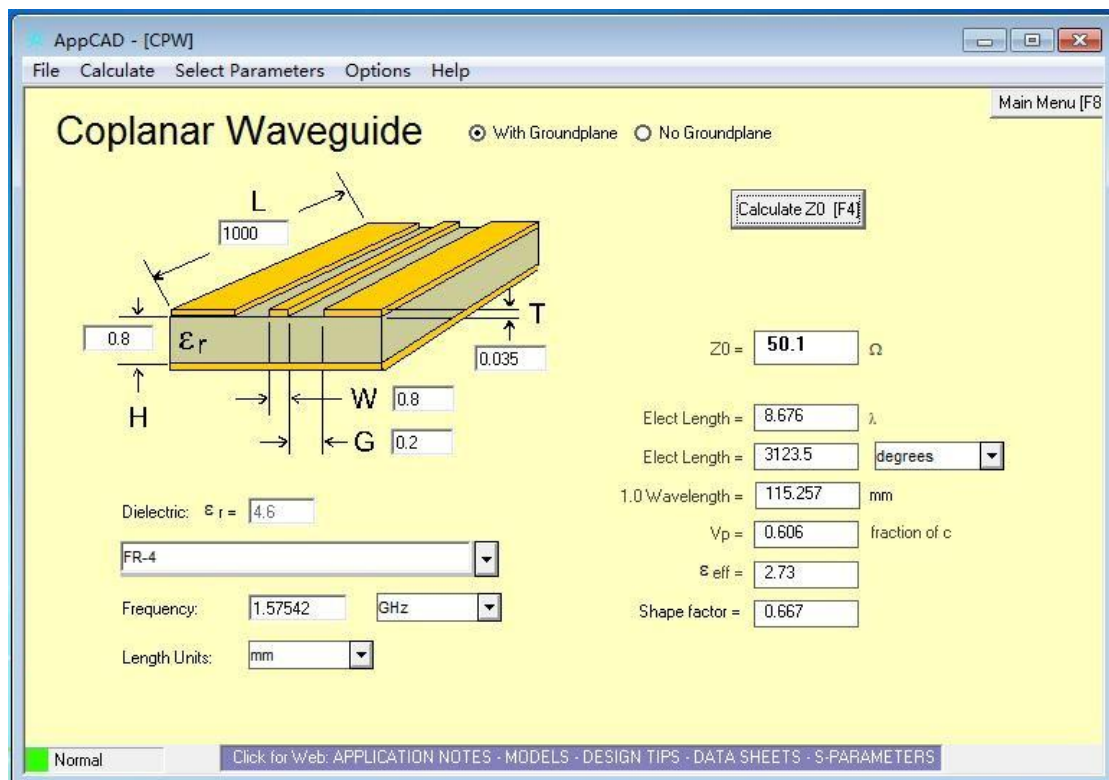 AppCAD - [CPW]
File Calculate Select Parameters Options Help
Main Menu [F8
Coplanar Waveguide
With Groundplane No Groundplane
L
1000
Calculate Z0 [F4]
T
0.035
0.8
εr
H
W 0.8
G 0.2
Z0 = 50.1 Ω
Elect Length = 8.676 λ
Elect Length = 3123.5 degrees
1.0 Wavelength = 115.257 mm
Vp = 0.606 fraction of c
ε eff = 2.73
Shape factor = 0.667
Dielectric: ε r = 4.6
FR-4
Frequency: 1.57542 GHz
Length Units: mm
Normal
Click for Web: APPLICATION NOTES - MODELS - DESIGN TIPS - DATA SHEETS - S-PARAMETERS